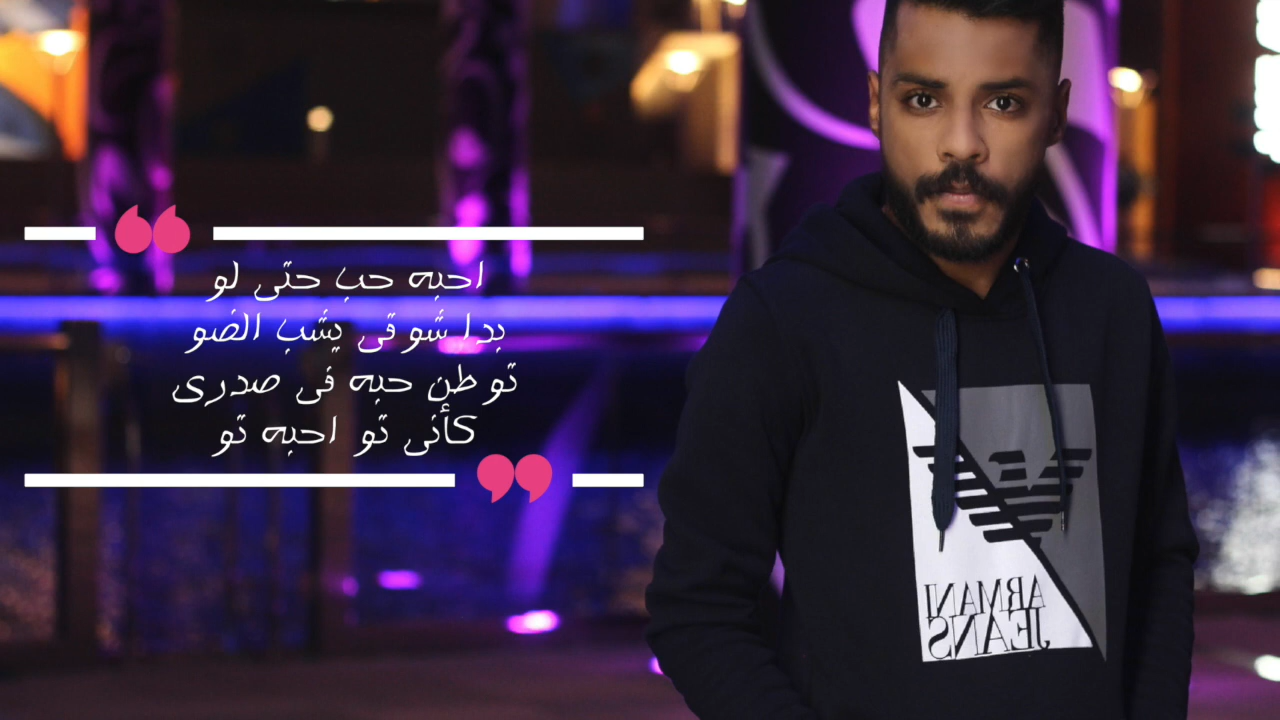 احبه حب حتى لو
بدا شوقى يشب الضو
توطن حبه فى صدرى
كأنى تو احبه تو
ARMANI
JEANS